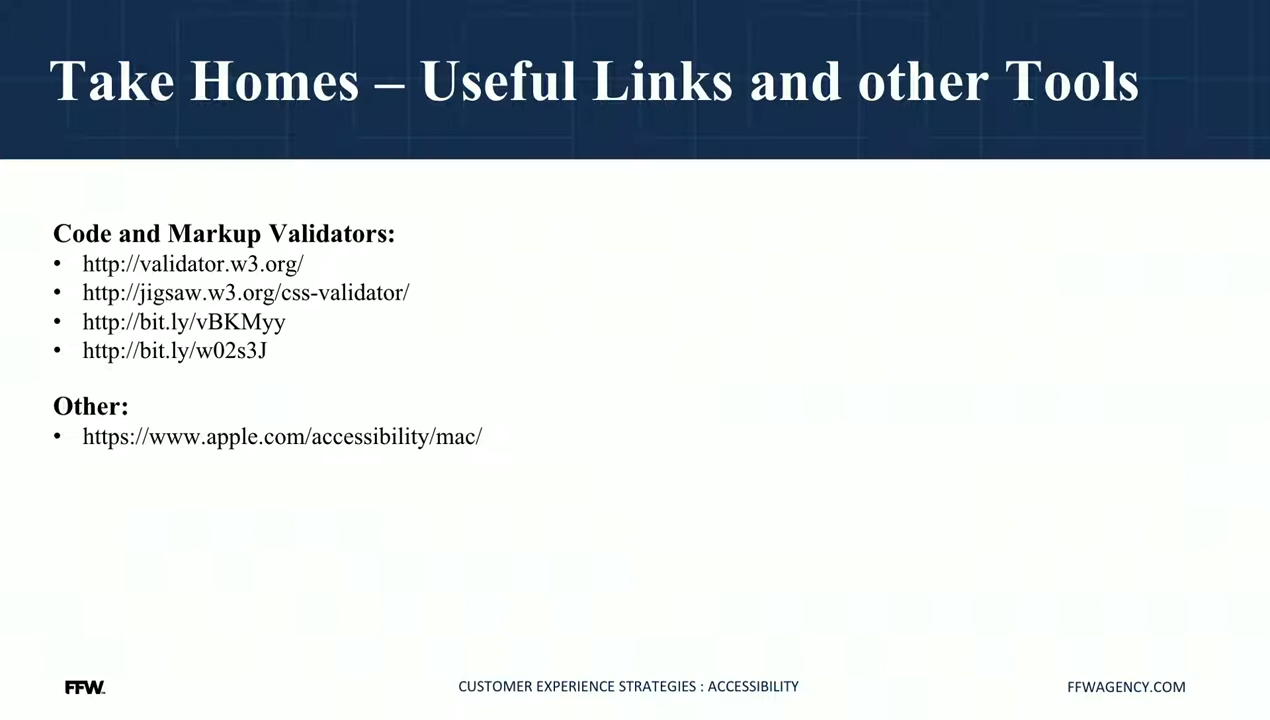 Take Homes – Useful Links and other Tools
Code and Markup Validators:
• http://validator.w3.org/
• http://jigsaw.w3.org/css-validator/
• http://bit.ly/vBKMyy
• http://bit.ly/w02s3J
Other:
• https://www.apple.com/accessibility/mac/
FFW
CUSTOMER EXPERIENCE STRATEGIES : ACCESSIBILITY
FFWAGENCY.COM